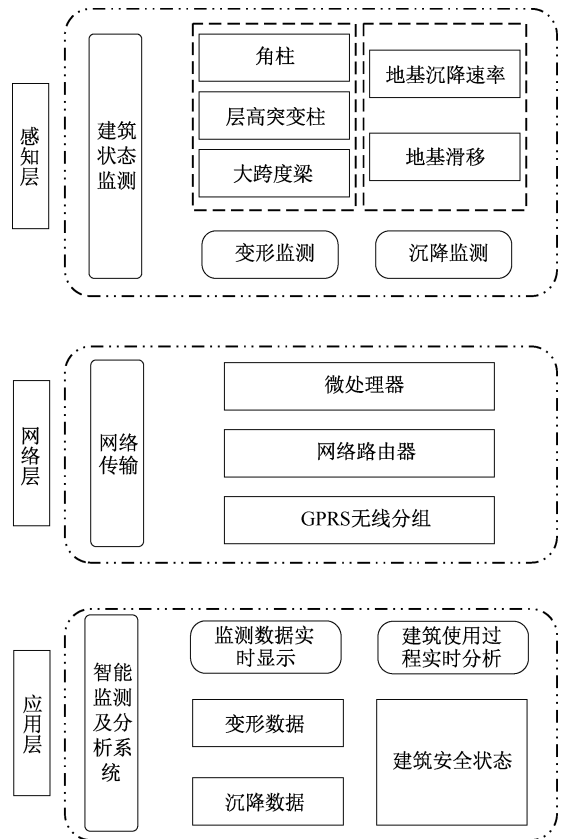 感知层
建筑
状态
监测
角柱
层高突变柱
大跨度梁
变形监测
地基沉降速率
地基滑移
沉降监测
网络层
网络
传输
微处理器
网络路由器
GPRS无线分组
应用层
智能
监测
及分
析系
统
监测数据实
时显示
变形数据
沉降数据
建筑使用过
程实时分析
建筑安全状态